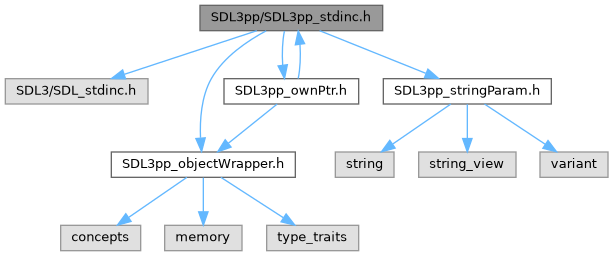 SDL3pp/SDL3pp_stdinc.h
SDL3/SDL_stdinc.h
SDL3pp_ownPtr.h
SDL3pp_stringParam.h
SDL3pp_objectWrapper.h
string
string_view
variant
concepts
memory
type_traits